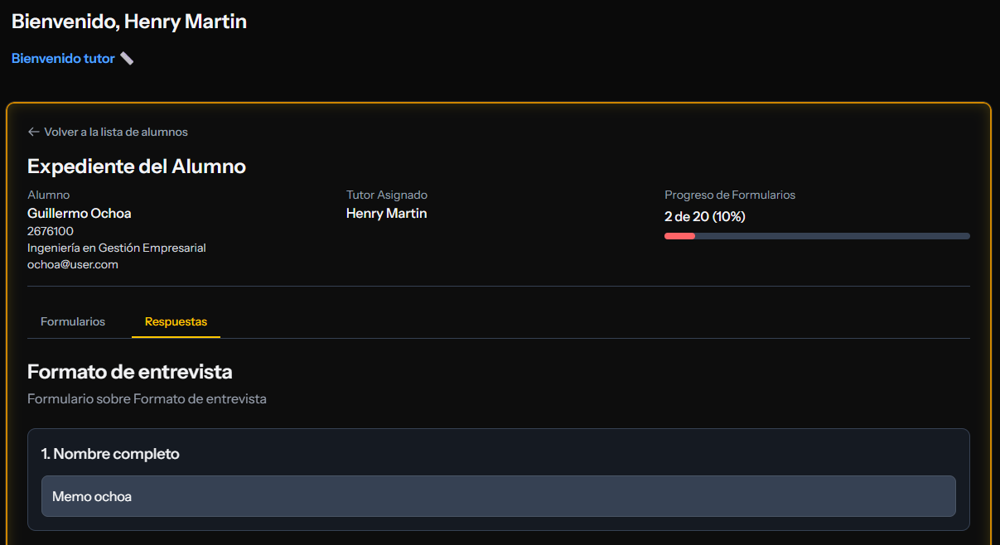 Bienvenido, Henry Martin
Bienvenido tutor
Volver a la lista de alumnos
Expediente del Alumno
Alumno
Guillermo Ochoa
2676100
Ingeniería en Gestión Empresarial
ochoa@user.com
Tutor Asignado
Henry Martin
Progreso de Formularios
2 de 20 (10%)
Formularios
Respuestas
Formato de entrevista
Formulario sobre Formato de entrevista
1. Nombre completo
Memo ochoa